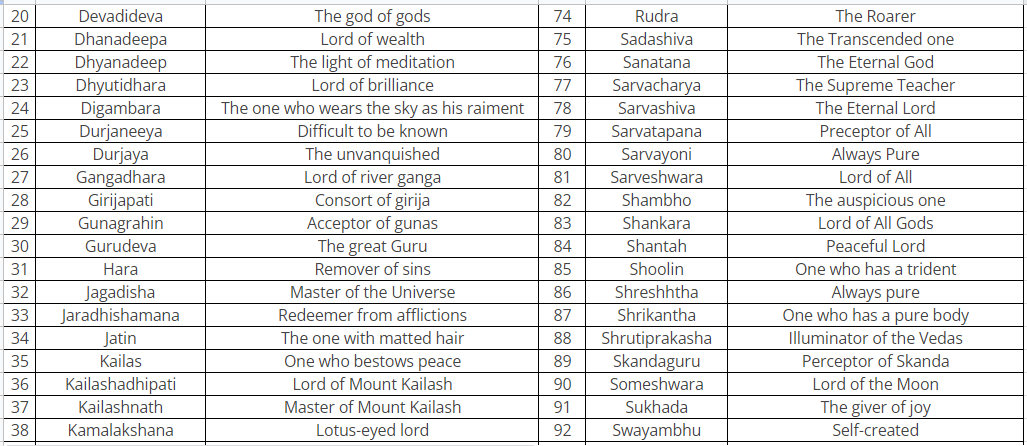 20 Devadideva The god of gods 74 Rudra The Roarer
21 Dhanadeepa Lord of wealth 75 Sadashiva The Transcended one
22 Dhyanadeep The light of meditation 76 Sanatana The Eternal God
23 Dhyutidhara Lord of brilliance 77 Sarvacharya The Supreme Teacher
24 Digambara The one who wears the sky as his raiment 78 Sarvashiva The Eternal Lord
25 Durjaneeya Difficult to be known 79 Sarvatapana Preceptor of All
26 Durjaya The unvanquished 80 Sarvayoni Always Pure
27 Gangadhara Lord of river ganga 81 Sarveshwara Lord of All
28 Girijapati Consort of girija 82 Shambho The auspicious one
29 Gunagrahin Acceptor of gunas 83 Shankara Lord of All Gods
30 Gurudeva The great Guru 84 Shantah Peaceful Lord
31 Hara Remover of sins 85 Shoolin One who has a trident
32 Jagadisha Master of the Universe 86 Shreshhtha Always pure
33 Jaradhishamana Redeemer from afflictions 87 Shrikantha One who has a pure body
34 Jatin The one with matted hair 88 Shrutiprakasha Illuminator of the Vedas
35 Kailas One who bestows peace 89 Skandaguru Perceptor of Skanda
36 Kailashadhipati Lord of Mount Kailash 90 Someshwara Lord of the Moon
37 Kailashnath Master of Mount Kailash 91 Sukhada The giver of joy
38 Kamalakshana Lotus-eyed lord 92 Swayambhu Self-created